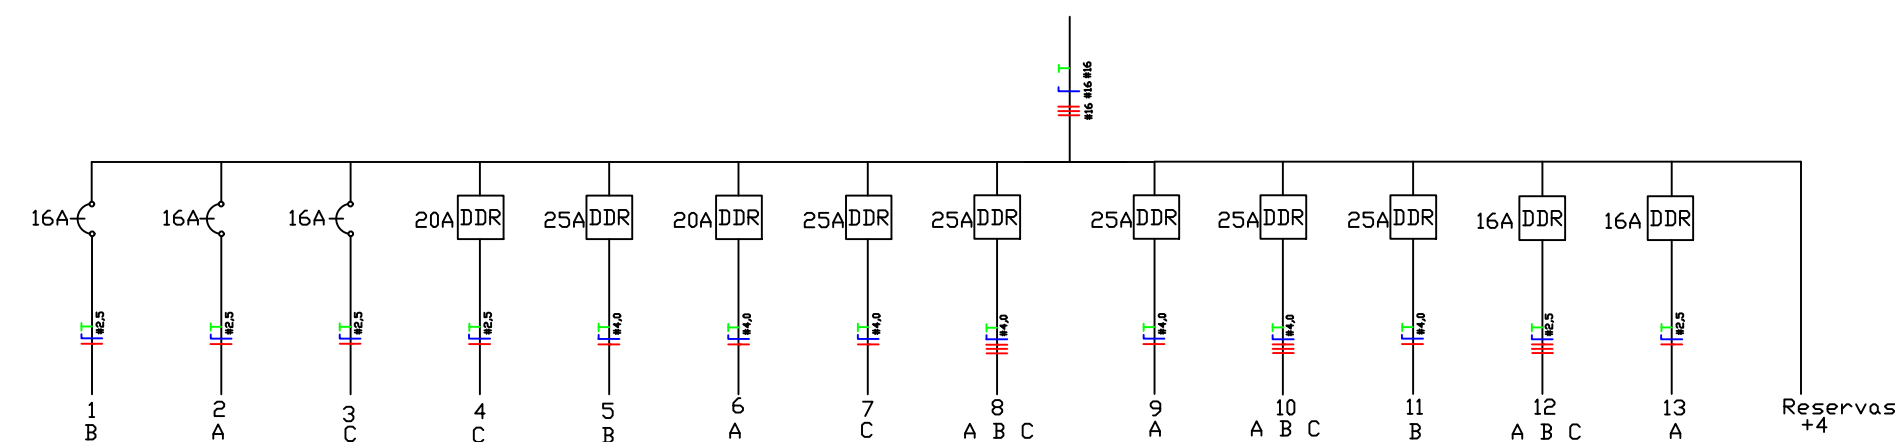 #16 #16 #16
16A 16A 16A 20A DDR 25A DDR 20A DDR 25A DDR 25A DDR 25A DDR 25A DDR 25A DDR 16A DDR 16A DDR
#2,5 #2,5 #2,5 #2,5 #4,0 #4,0 #4,0 #4,0 #4,0 #4,0 #4,0 #2,5 #2,5
1 2 3 4 5 6 7 8 9 10 11 12 13 Reservas
B A C C B A C A B C A A B C B A B C A +4